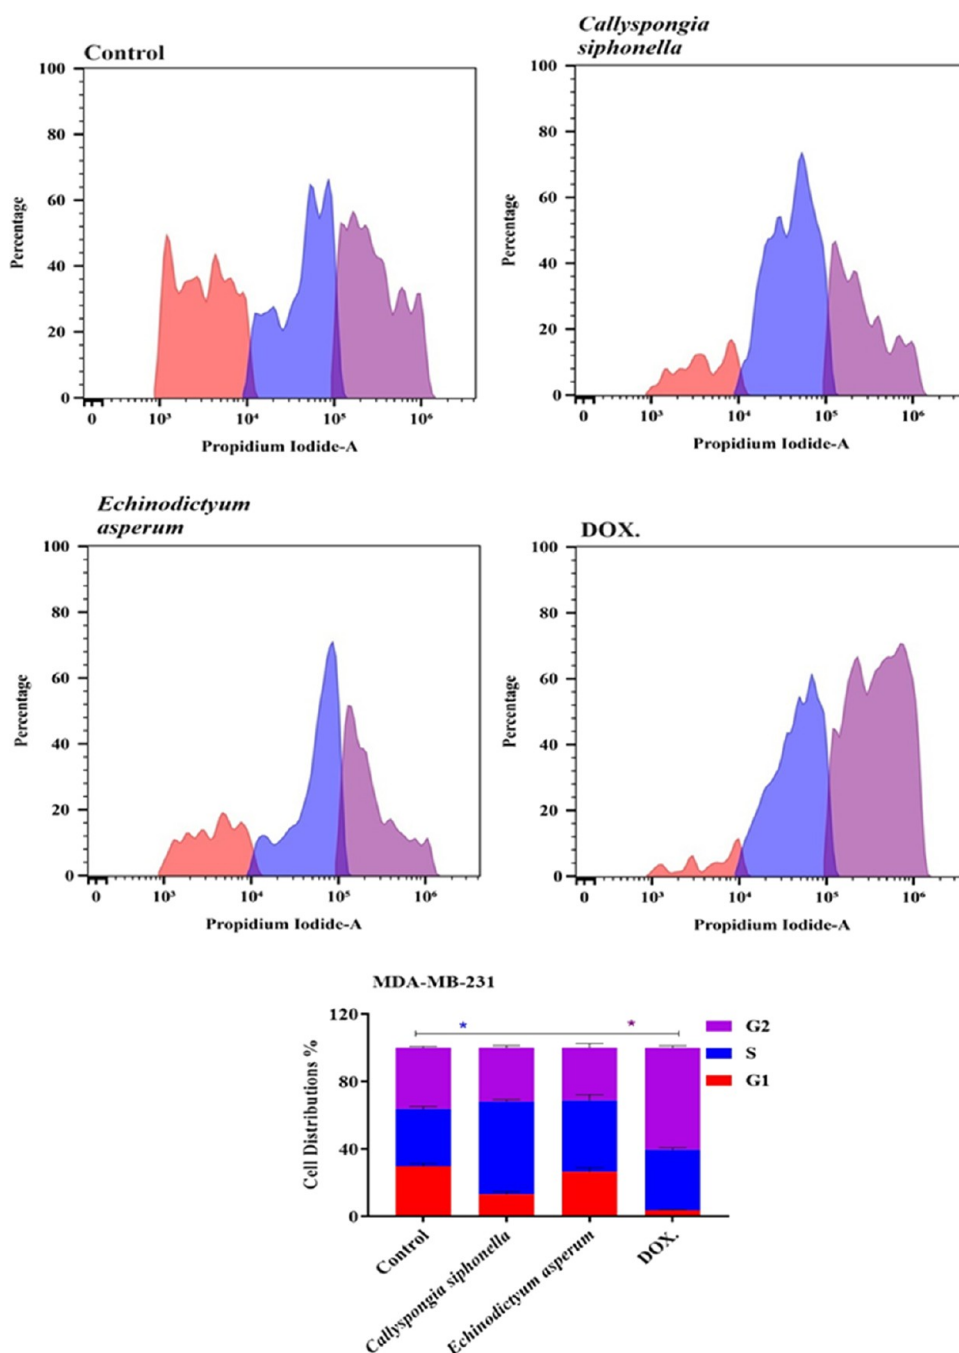 Control
100
80
60
40
20
0
Percentage
0 10³ 10⁴ 10⁵ 10⁶
Propidium Iodide-A
Callyspongia
siphonella
100
80
60
40
20
0
Percentage
0 10³ 10⁴ 10⁵ 10⁶
Propidium Iodide-A
Echinodictyum
asperum
100
80
60
40
20
0
Percentage
0 10³ 10⁴ 10⁵ 10⁶
Propidium Iodide-A
DOX.
100
80
60
40
20
0
Percentage
0 10³ 10⁴ 10⁵ 10⁶
Propidium Iodide-A
MDA-MB-231
120
80
40
0
Cell Distributions %
* *
G2
S
G1
Control
Callyspongia siphonella
Echinodictyum asperum
DOX.